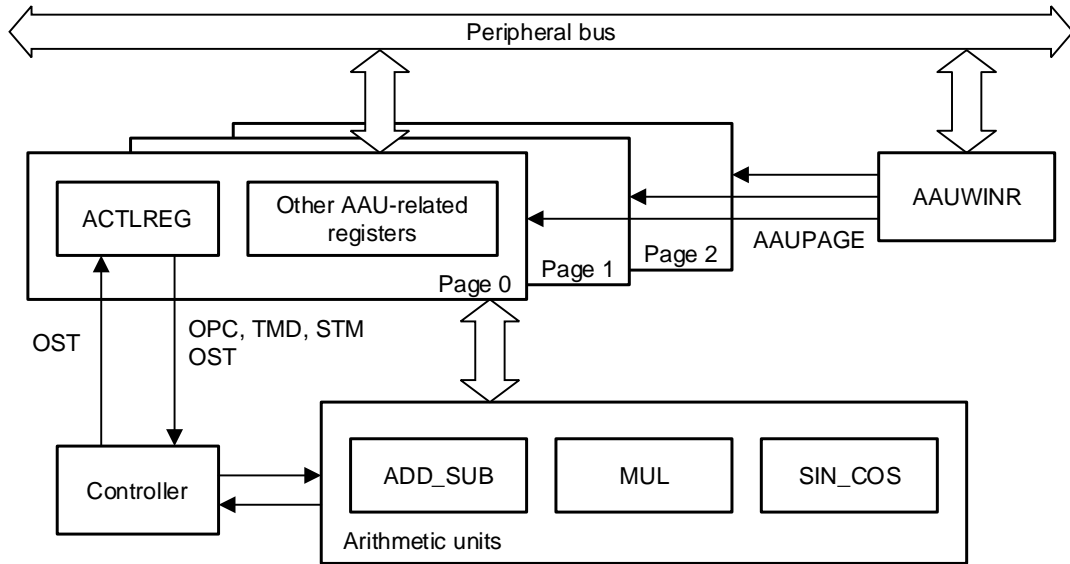 Peripheral bus
ACTLREG
Other AAU-related
registers
AAUWINR
AAUPAGE
Page 2
Page 1
Page 0
OST
OPC, TMD, STM
OST
Controller
ADD_SUB
MUL
SIN_COS
Arithmetic units